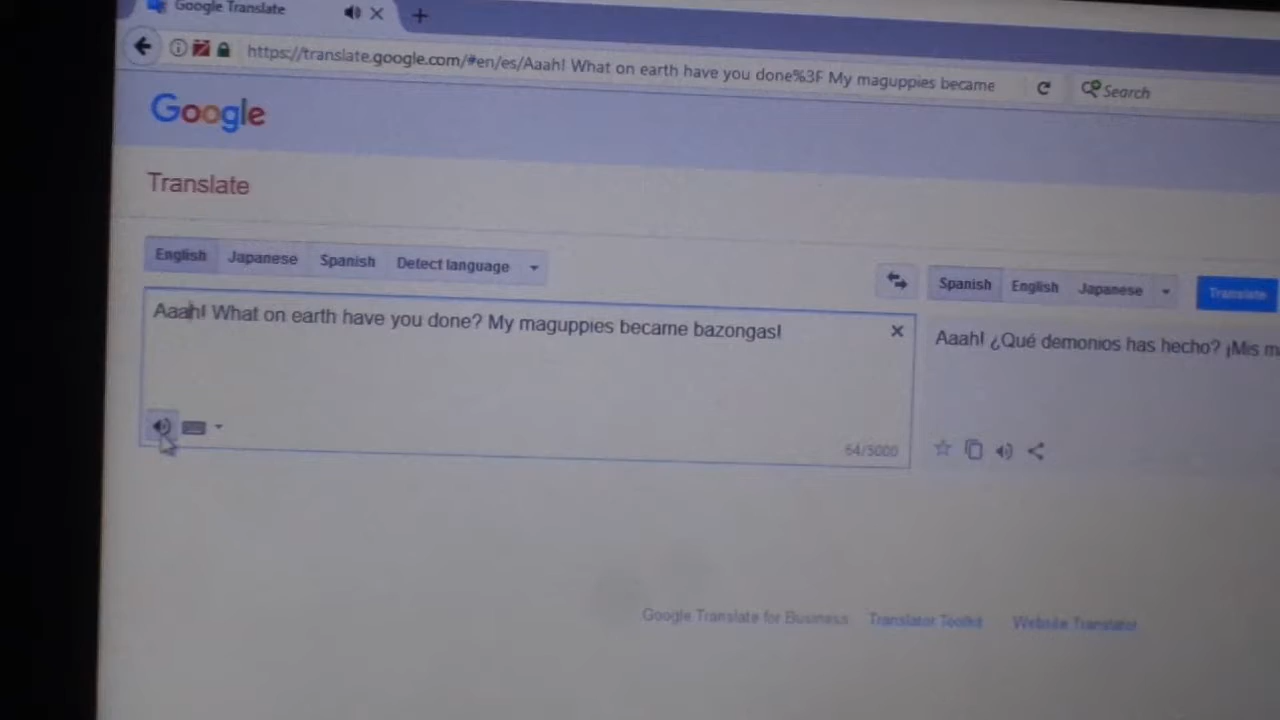 Google Translate
https://translate.google.com/#en/es/Aaah! What on earth have you done%3F My maguppies became
Search
Google
Translate
English Japanese Spanish Detect language
Spanish English Japanese
Translate
Aaah! What on earth have you done? My maguppies became bazongas!
Aaah! ¿Qué demonios has hecho? ¡Mis m
64/5000
Google Translate for Business Translator Toolkit Website Translator